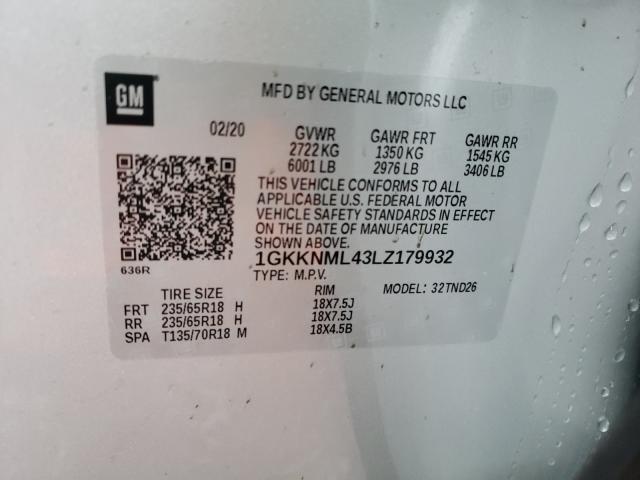 GM
MFD BY GENERAL MOTORS LLC
02/20 GVWR GAWR FRT GAWR RR
2722 KG 1350 KG 1545 KG
6001 LB 2976 LB 3406 LB
THIS VEHICLE CONFORMS TO ALL
APPLICABLE U.S. FEDERAL MOTOR
VEHICLE SAFETY STANDARDS IN EFFECT
ON THE DATE OF MANUFACTURE
SHOWN ABOVE.
636R
1GKKNML43LZ179932
TYPE: M.P.V. MODEL: 32TND26
TIRE SIZE RIM
FRT 235/65R18 H 18X7.5J
RR 235/65R18 H 18X7.5J
SPA T135/70R18 M 18X4.5B